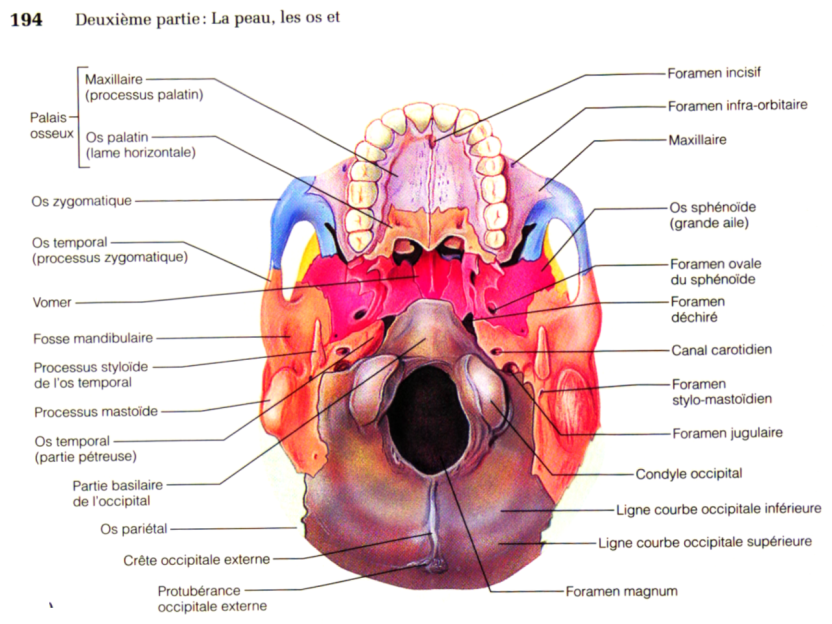 194 Deuxième partie : La peau, les os et
Palais
osseux
Maxillaire
(processus palatin)
Os palatin
(lame horizontale)
Os zygomatique
Os temporal
(processus zygomatique)
Vomer
Fosse mandibulaire
Processus styloïde
de l'os temporal
Processus mastoïde
Os temporal
(partie pétreuse)
Partie basilaire
de l'occipital
Os pariétal
Crête occipitale externe
Protubérance
occipitale externe
Foramen incisif
Foramen infra-orbitaire
Maxillaire
Os sphénoïde
(grande aile)
Foramen ovale
du sphénoïde
Foramen
déchiré
Canal carotidien
Foramen
stylo-mastoïdien
Foramen jugulaire
Condyle occipital
Ligne courbe occipitale inférieure
Ligne courbe occipitale supérieure
Foramen magnum